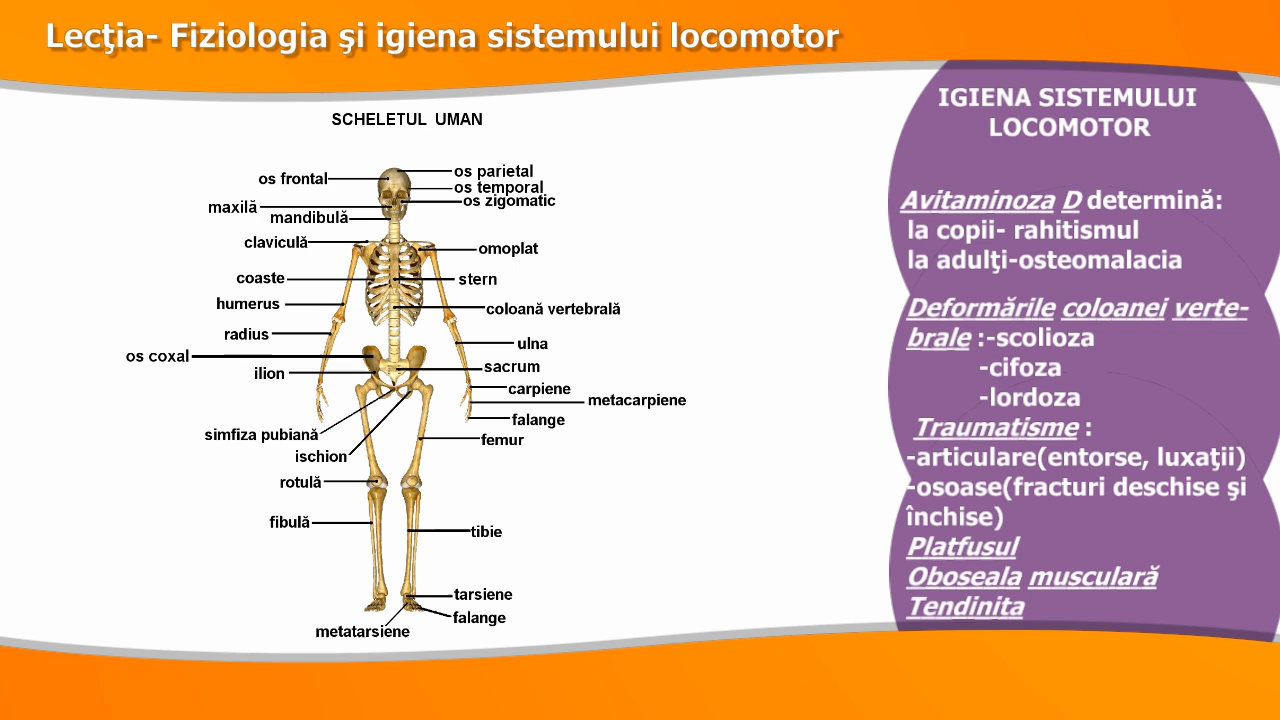 Lecţia- Fiziologia şi igiena sistemului locomotor
SCHELETUL UMAN
os frontal
os parietal
os temporal
os zigomatic
maxilă
mandibulă
claviculă
omoplat
coaste
stern
humerus
coloană vertebrală
radius
ulna
os coxal
ilion
sacrum
carpiene
metacarpiene
falange
simfiza pubiană
femur
ischion
rotulă
fibulă
tibie
tarsiene
falange
metatarsiene
IGIENA SISTEMULUI
LOCOMOTOR
Avitaminoza D determină:
la copii- rahitismul
la adulţi-osteomalacia
Deformările coloanei verte-
brale :-scolioza
-cifoza
-lordoza
Traumatisme :
-articulare(entorse, luxaţii)
-osoase(fracturi deschise şi
închise)
Platfusul
Oboseala musculară
Tendinita